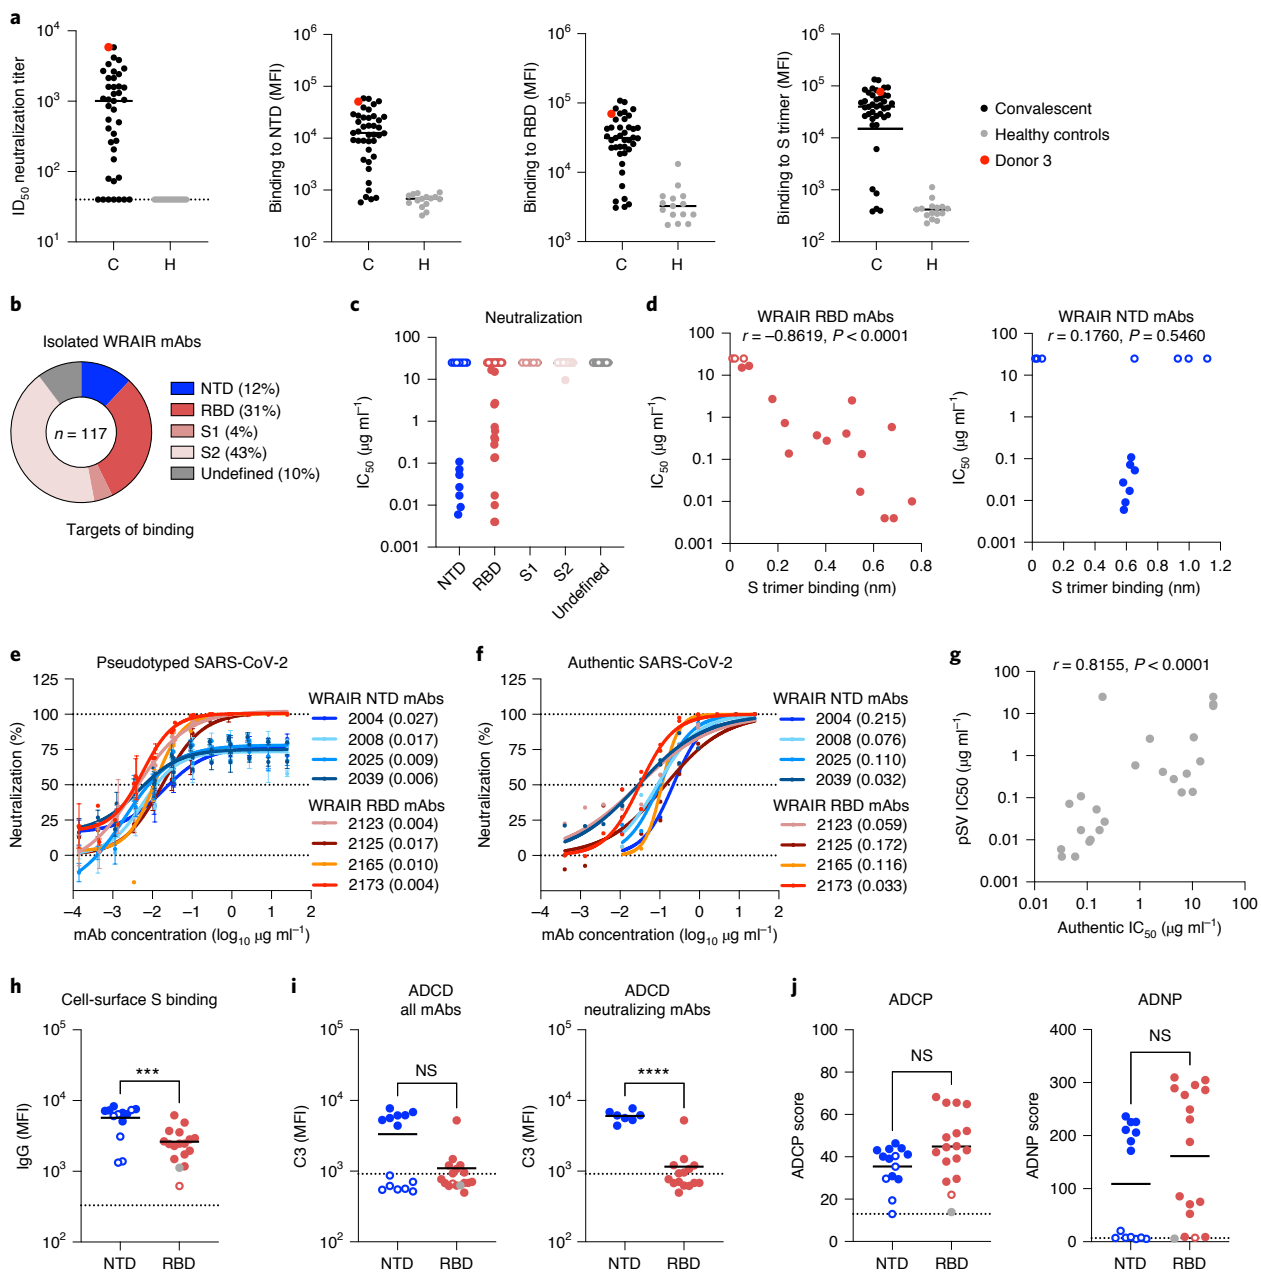 a
ID50 neutralization titer
10^4
10^3
10^2
10^1
C
H
Binding to NTD (MFI)
10^6
10^5
10^4
10^3
10^2
C
H
Binding to RBD (MFI)
10^6
10^5
10^4
10^3
C
H
Binding to S trimer (MFI)
10^6
10^5
10^4
10^3
10^2
C
H
Convalescent
Healthy controls
Donor 3
b
Isolated WRAIR mAbs
n = 117
NTD (12%)
RBD (31%)
S1 (4%)
S2 (43%)
Undefined (10%)
Targets of binding
c
Neutralization
IC50 (µg ml−1)
100
10
1
0.1
0.01
0.001
NTD
RBD
S1
S2
Undefined
d
WRAIR RBD mAbs
r = −0.8619, P < 0.0001
IC50 (µg ml−1)
100
10
1
0.1
0.01
0.001
0
0.2
0.4
0.6
0.8
S trimer binding (nm)
WRAIR NTD mAbs
r = 0.1760, P = 0.5460
IC50 (µg ml−1)
100
10
1
0.1
0.01
0.001
0
0.2
0.4
0.6
0.8
1.0
1.2
S trimer binding (nm)
e
Pseudotyped SARS-CoV-2
Neutralization (%)
125
100
75
50
25
0
−4
−3
−2
−1
0
1
2
mAb concentration (log10 µg ml−1)
WRAIR NTD mAbs
2004 (0.027)
2008 (0.017)
2025 (0.009)
2039 (0.006)
WRAIR RBD mAbs
2123 (0.004)
2125 (0.017)
2165 (0.010)
2173 (0.004)
f
Authentic SARS-CoV-2
Neutralization (%)
125
100
75
50
25
0
−4
−3
−2
−1
0
1
2
mAb concentration (log10 µg ml−1)
WRAIR NTD mAbs
2004 (0.215)
2008 (0.076)
2025 (0.110)
2039 (0.032)
WRAIR RBD mAbs
2123 (0.059)
2125 (0.172)
2165 (0.116)
2173 (0.033)
g
r = 0.8155, P < 0.0001
pSV IC50 (µg ml−1)
100
10
1
0.1
0.01
0.001
0.01
0.1
1
10
100
Authentic IC50 (µg ml−1)
h
Cell-surface S binding
IgG (MFI)
10^5
10^4
10^3
10^2
***
NTD
RBD
i
ADCD
all mAbs
C3 (MFI)
10^5
10^4
10^3
10^2
NS
NTD
RBD
ADCD
neutralizing mAbs
C3 (MFI)
10^5
10^4
10^3
10^2
****
NTD
RBD
j
ADCP
ADCP score
100
80
60
40
20
0
NS
NTD
RBD
ADNP
ADNP score
400
300
200
100
0
NS
NTD
RBD